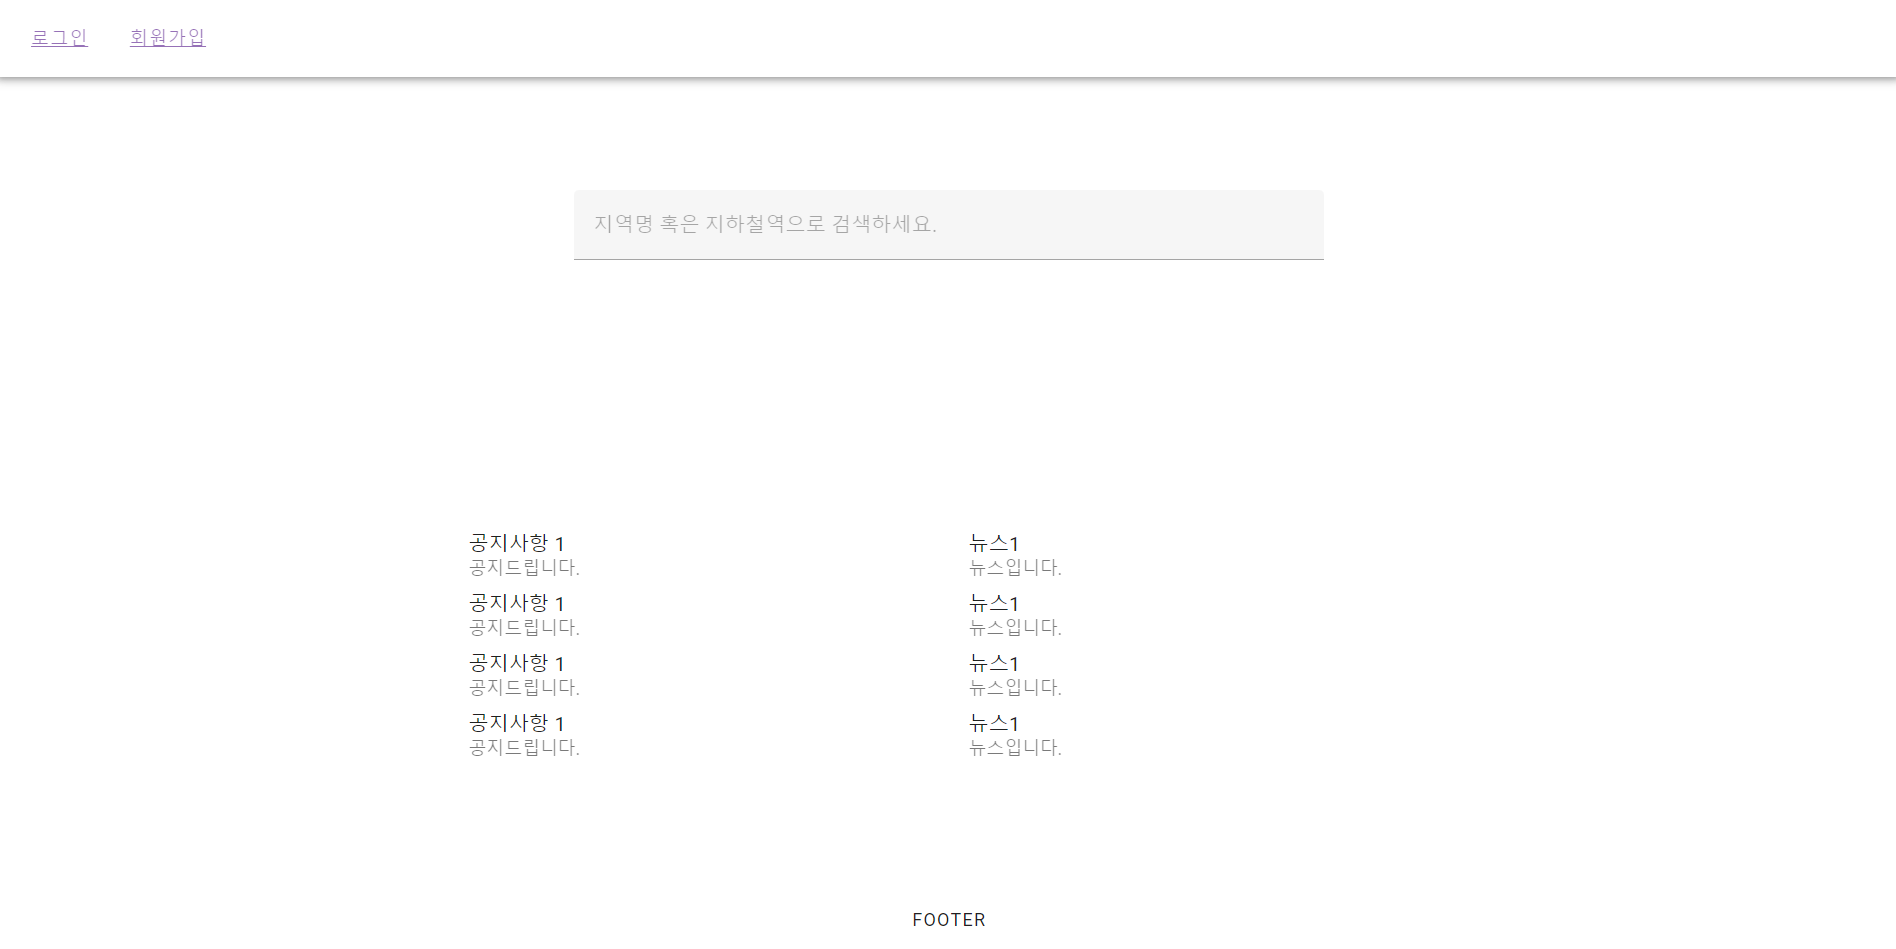 로그인 회원가입
지역명 혹은 지하철역으로 검색하세요.
공지사항 1
공지드립니다.
공지사항 1
공지드립니다.
공지사항 1
공지드립니다.
공지사항 1
공지드립니다.
뉴스1
뉴스입니다.
뉴스1
뉴스입니다.
뉴스1
뉴스입니다.
뉴스1
뉴스입니다.
FOOTER